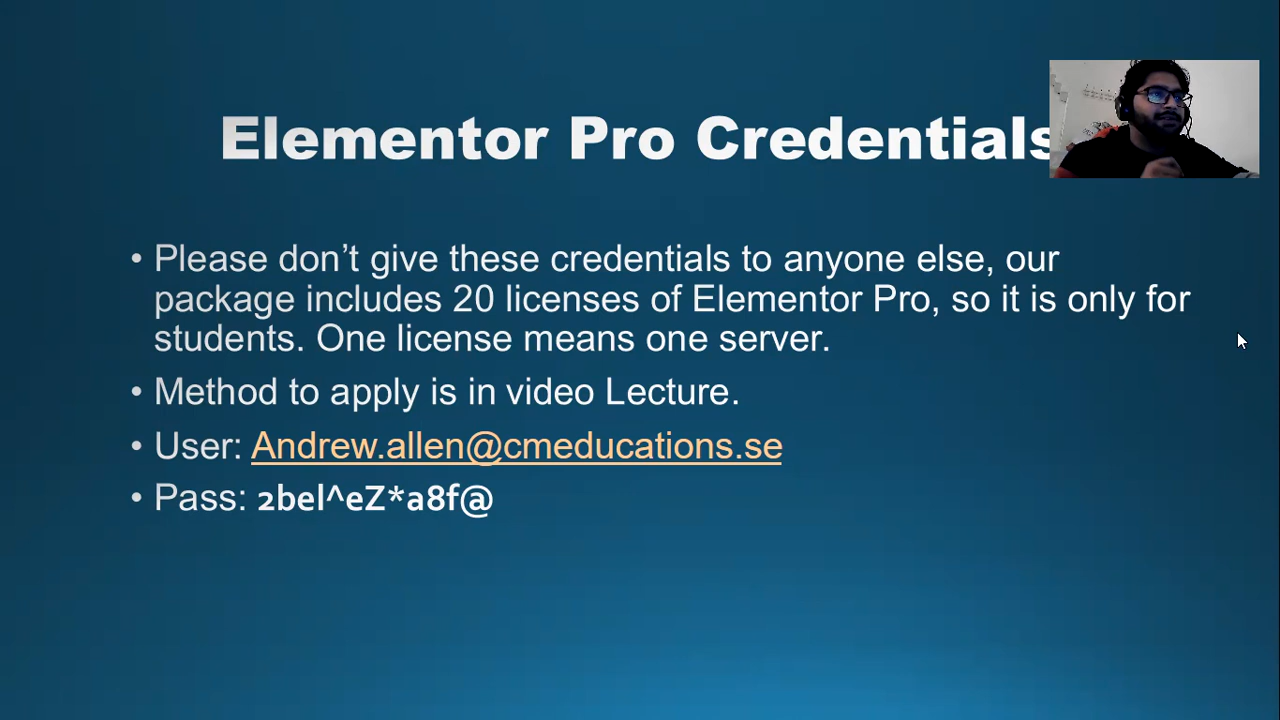 Elementor Pro Credentials
• Please don’t give these credentials to anyone else, our
package includes 20 licenses of Elementor Pro, so it is only for
students. One license means one server.
• Method to apply is in video Lecture.
• User: Andrew.allen@cmeducations.se
• Pass: 2bel^eZ*a8f@